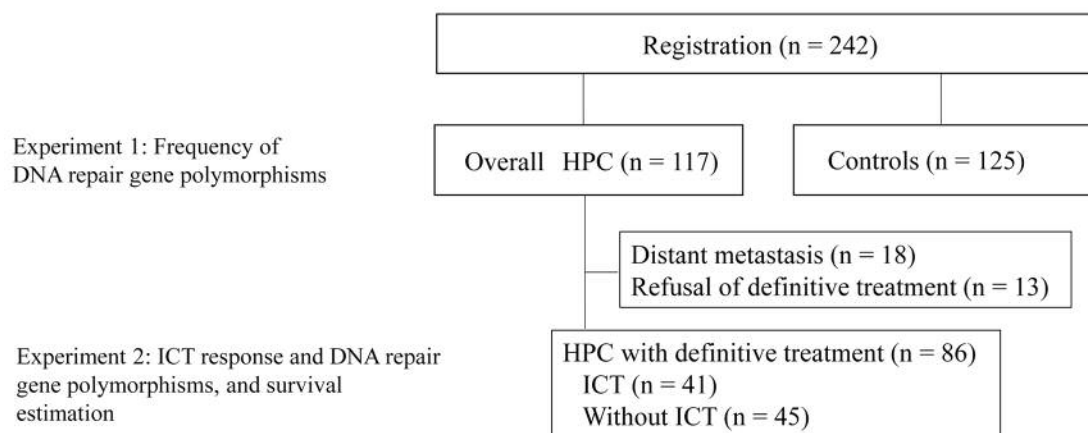 Registration (n = 242)
Experiment 1: Frequency of
DNA repair gene polymorphisms
Overall HPC (n = 117)
Controls (n = 125)
Distant metastasis (n = 18)
Refusal of definitive treatment (n = 13)
Experiment 2: ICT response and DNA repair
gene polymorphisms, and survival
estimation
HPC with definitive treatment (n = 86)
ICT (n = 41)
Without ICT (n = 45)